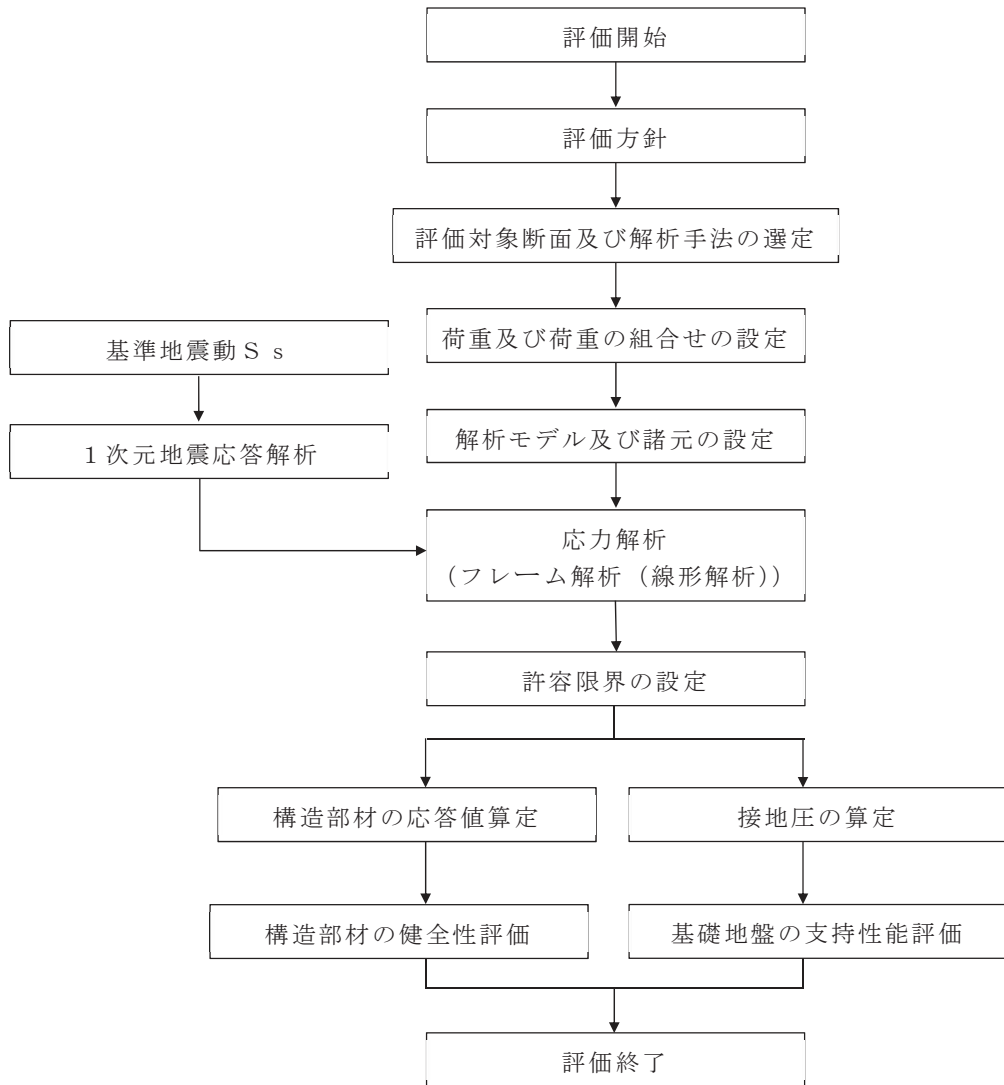 評価開始
評価方針
評価対象断面及び解析手法の選定
荷重及び荷重の組合せの設定
基準地震動Ｓｓ
解析モデル及び諸元の設定
１次元地震応答解析
応力解析
（フレーム解析（線形解析））
許容限界の設定
構造部材の応答値算定
接地圧の算定
構造部材の健全性評価
基礎地盤の支持性能評価
評価終了